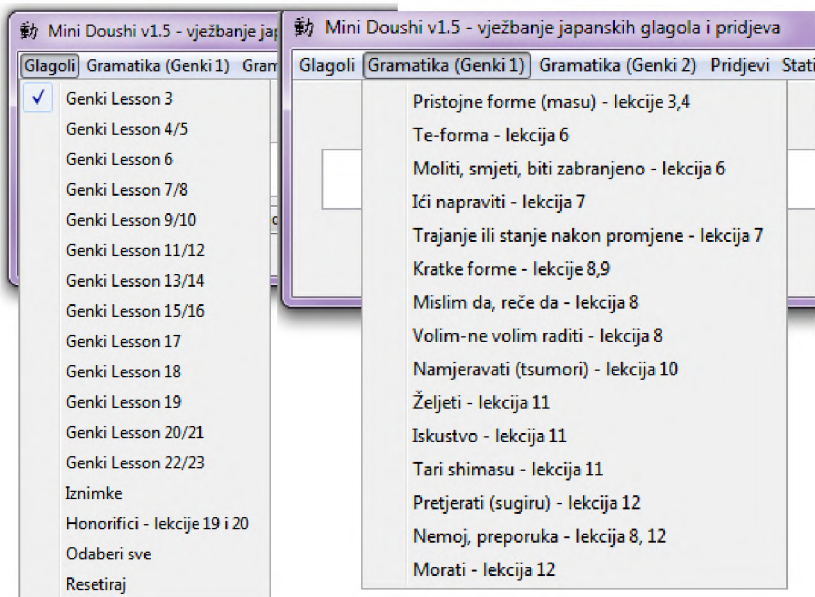 動 Mini Doushi v1.5 - vježbanje jap
Glagoli Gramatika (Genki 1) Gram
Genki Lesson 3
Genki Lesson 4/5
Genki Lesson 6
Genki Lesson 7/8
Genki Lesson 9/10
Genki Lesson 11/12
Genki Lesson 13/14
Genki Lesson 15/16
Genki Lesson 17
Genki Lesson 18
Genki Lesson 19
Genki Lesson 20/21
Genki Lesson 22/23
Iznimke
Honorifici - lekcije 19 i 20
Odaberi sve
Resetiraj
動 Mini Doushi v1.5 - vježbanje japanskih glagola i pridjeva
Glagoli Gramatika (Genki 1) Gramatika (Genki 2) Pridjevi Stati
Pristojne forme (masu) - lekcije 3,4
Te-forma - lekcija 6
Moliti, smjeti, biti zabranjeno - lekcija 6
Ići napraviti - lekcija 7
Trajanje ili stanje nakon promjene - lekcija 7
Kratke forme - lekcije 8,9
Mislim da, reče da - lekcija 8
Volim-ne volim raditi - lekcija 8
Namjeravati (tsumori) - lekcija 10
Željeti - lekcija 11
Iskustvo - lekcija 11
Tari shimasu - lekcija 11
Pretjerati (sugiru) - lekcija 12
Nemoj, preporuka - lekcija 8, 12
Morati - lekcija 12